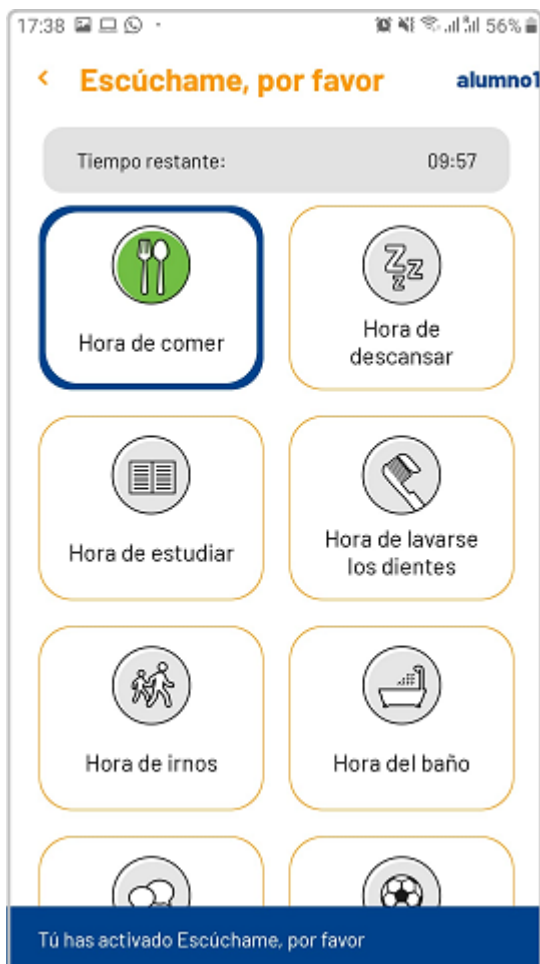 17:38 56%
Escúchame, por favor alumno1
Tiempo restante: 09:57
Hora de comer
Hora de
descansar
Hora de estudiar
Hora de lavarse
los dientes
Hora de irnos
Hora del baño
Tú has activado Escúchame, por favor